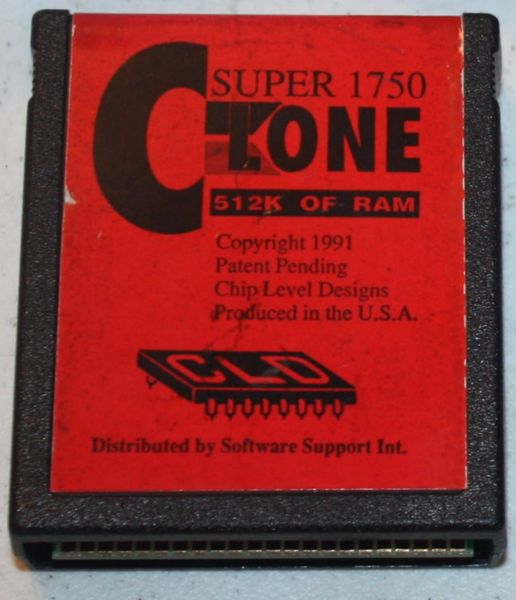 SUPER 1750
CLONE
512K OF RAM
Copyright 1991
Patent Pending
Chip Level Designs
Produced in the U.S.A.
CLD
Distributed by Software Support Int.